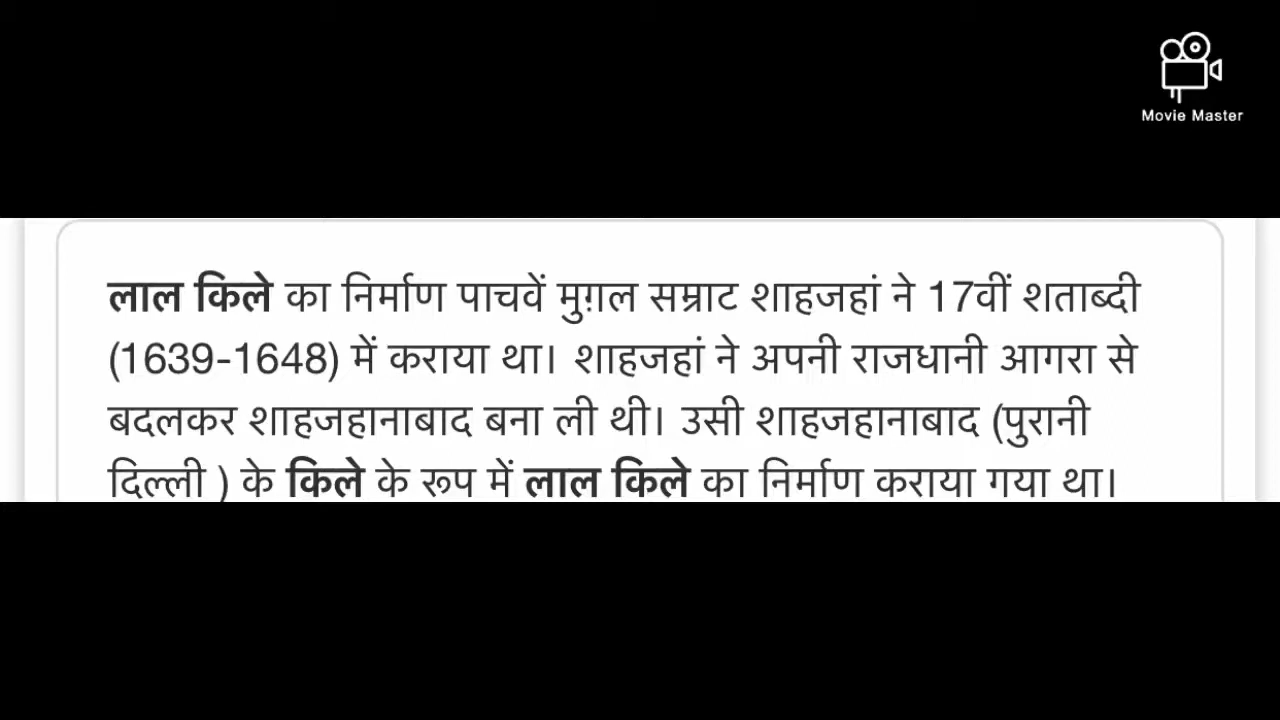 Movie Master
लाल किले का निर्माण पाचवें मुग़ल सम्राट शाहजहां ने 17वीं शताब्दी
(1639-1648) में कराया था। शाहजहां ने अपनी राजधानी आगरा से
बदलकर शाहजहानाबाद बना ली थी। उसी शाहजहानाबाद (पुरानी
दिल्ली ) के किले के रूप में लाल किले का निर्माण कराया गया था।